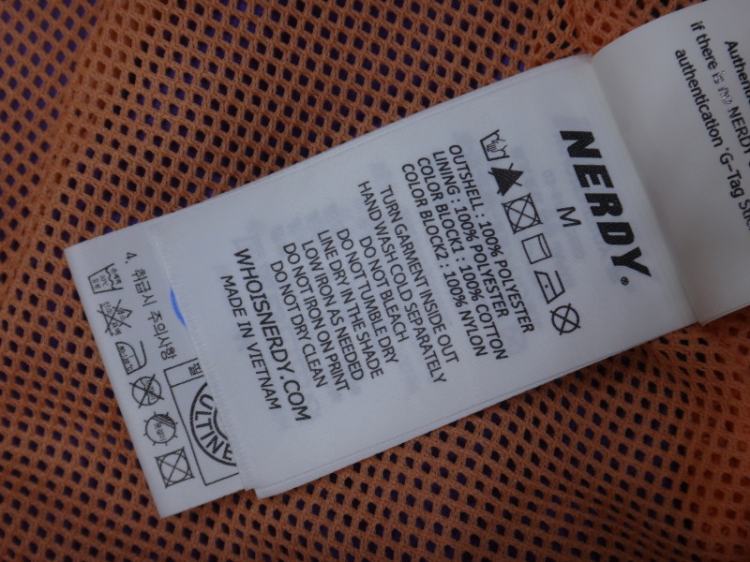 NERDY®
M
OUTSHELL : 100% POLYESTER
LINING : 100% POLYESTER
COLOR BLOCK1 : 100% COTTON
COLOR BLOCK2 : 100% NYLON
TURN GARMENT INSIDE OUT
HAND WASH COLD SEPARATELY
DO NOT BLEACH
DO NOT TUMBLE DRY
LINE DRY IN THE SHADE
LOW IRON AS NEEDED
DO NOT IRON ON PRINT
DO NOT DRY CLEAN
WHOISNERDY.COM
MADE IN VIETNAM
4. 취급시 주의사항
if there is no NERDY
authentication 'G-Tag